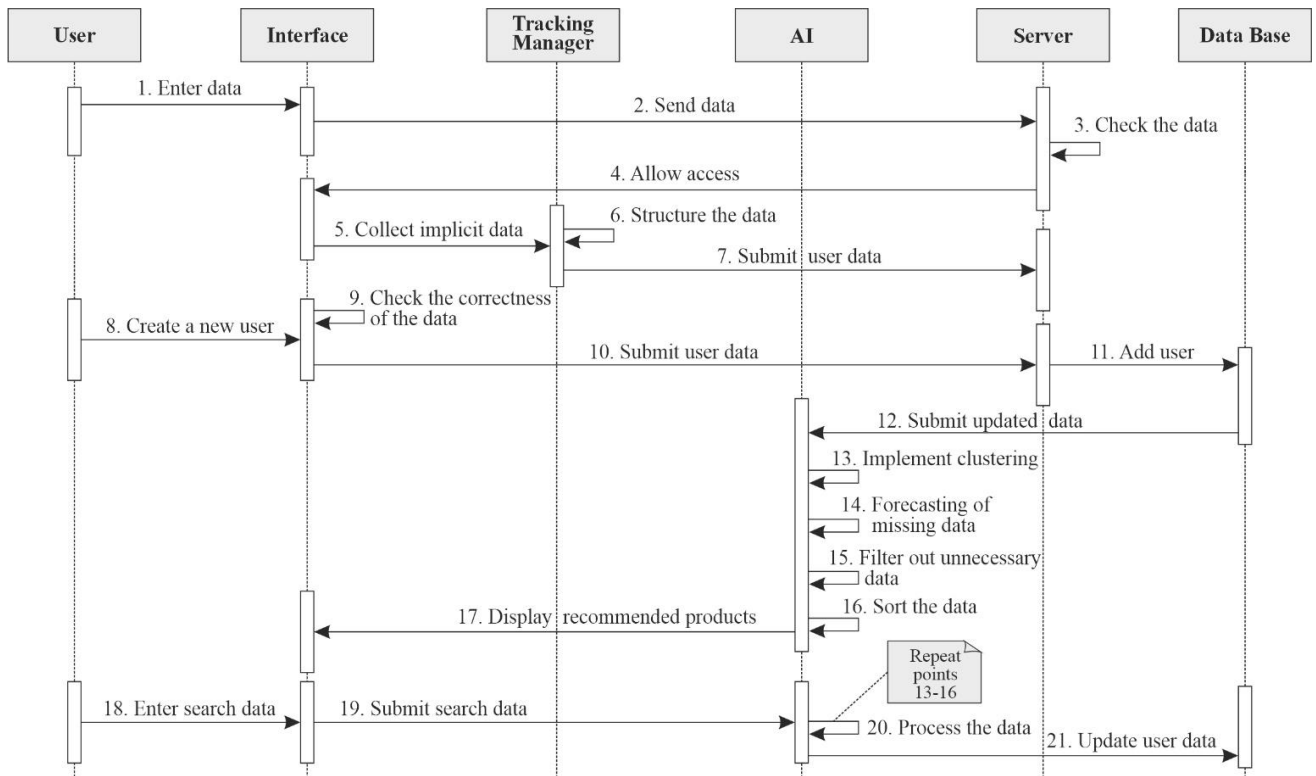 User
Interface
Tracking
Manager
AI
Server
Data Base
1. Enter data
2. Send data
3. Check the data
4. Allow access
5. Collect implicit data
6. Structure the data
7. Submit user data
8. Create a new user
9. Check the correctness
of the data
10. Submit user data
11. Add user
12. Submit updated data
13. Implement clustering
14. Forecasting of
missing data
15. Filter out unnecessary
data
16. Sort the data
17. Display recommended products
Repeat
points
13-16
18. Enter search data
19. Submit search data
20. Process the data
21. Update user data